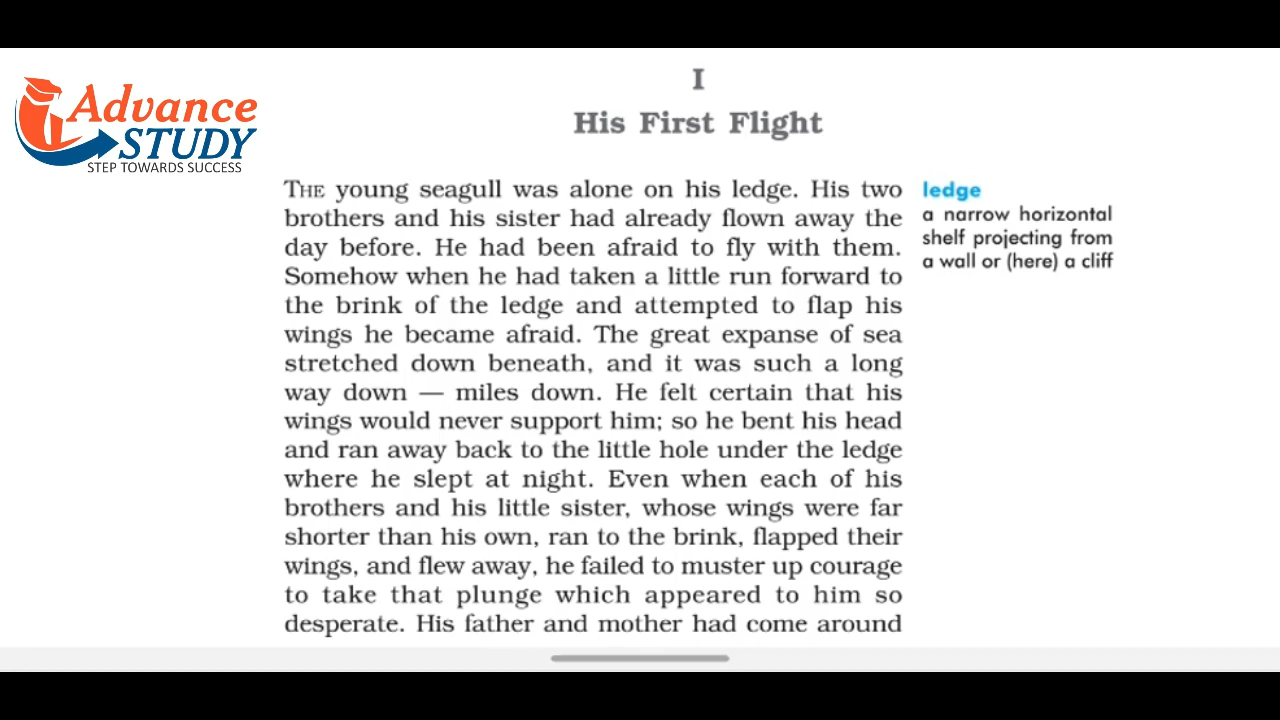 Advance
STUDY
STEP TOWARDS SUCCESS
I
His First Flight
THE young seagull was alone on his ledge. His two
brothers and his sister had already flown away the
day before. He had been afraid to fly with them.
Somehow when he had taken a little run forward to
the brink of the ledge and attempted to flap his
wings he became afraid. The great expanse of sea
stretched down beneath, and it was such a long
way down — miles down. He felt certain that his
wings would never support him; so he bent his head
and ran away back to the little hole under the ledge
where he slept at night. Even when each of his
brothers and his little sister, whose wings were far
shorter than his own, ran to the brink, flapped their
wings, and flew away, he failed to muster up courage
to take that plunge which appeared to him so
desperate. His father and mother had come around
ledge
a narrow horizontal
shelf projecting from
a wall or (here) a cliff